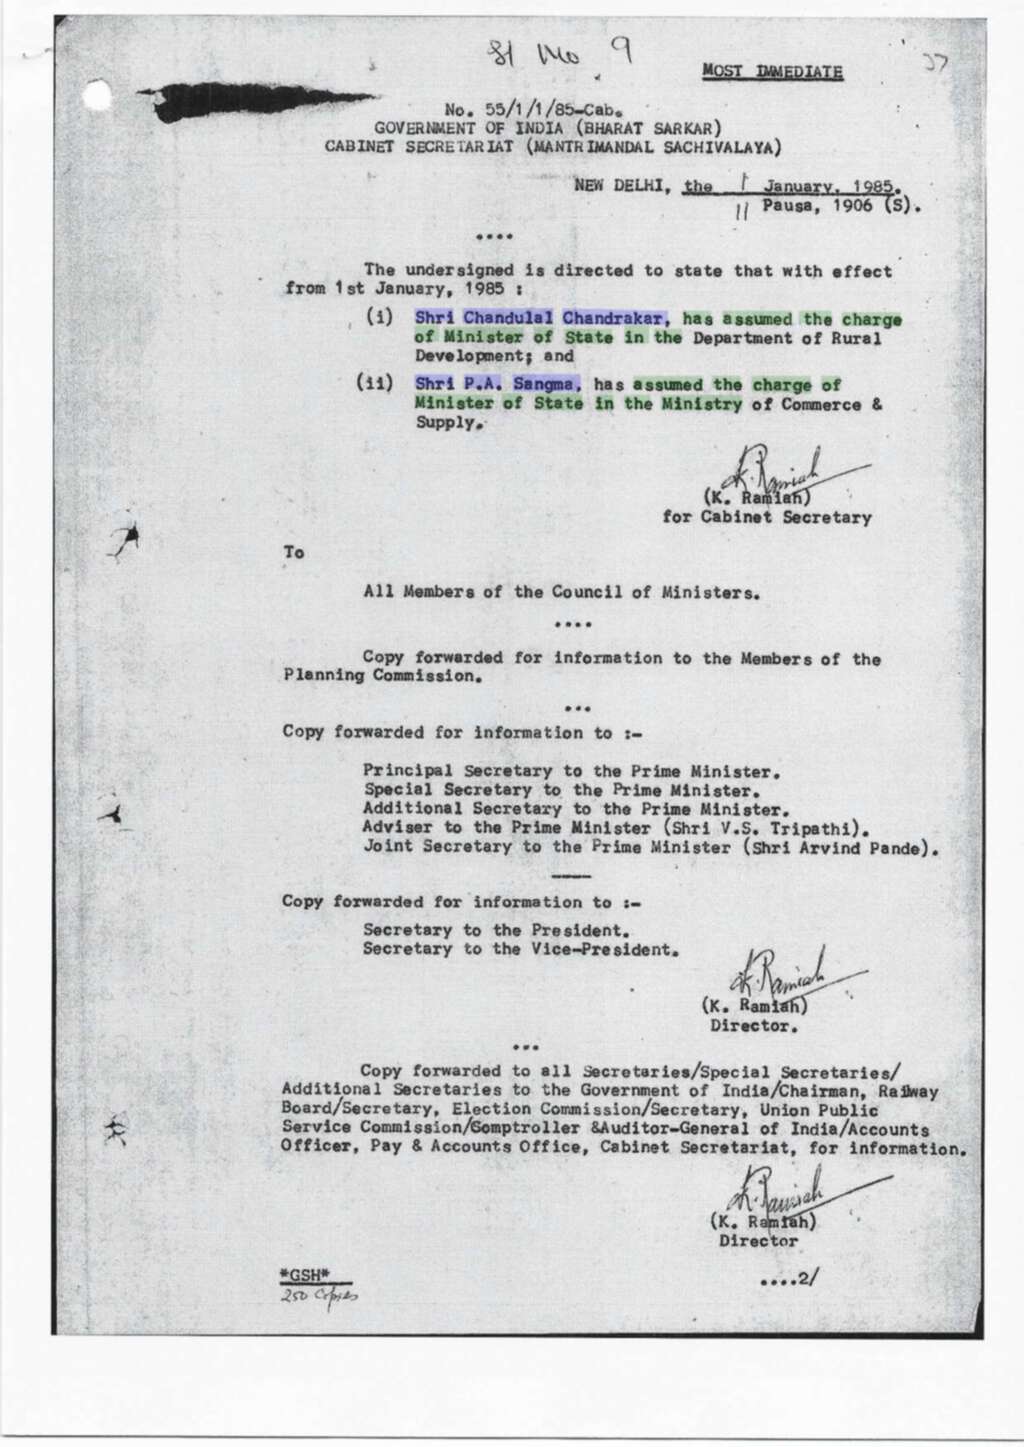 Sl No 9
37
MOST IMMEDIATE
No. 55/1/1/85-Cab.
GOVERNMENT OF INDIA (BHARAT SARKAR)
CABINET SECRETARIAT (MANTRIMANDAL SACHIVALAYA)
NEW DELHI, the 1 January, 1985.
11 Pausa, 1906 (S).
....
The undersigned is directed to state that with effect
from 1st January, 1985 :
(i) Shri Chandulal Chandrakar, has assumed the charge
of Minister of State in the Department of Rural
Development; and
(ii) Shri P.A. Sangma, has assumed the charge of
Minister of State in the Ministry of Commerce &
Supply.
K. Ramiah
(K. Ramiah)
for Cabinet Secretary
To
All Members of the Council of Ministers.
....
Copy forwarded for information to the Members of the
Planning Commission.
...
Copy forwarded for information to :-
Principal Secretary to the Prime Minister.
Special Secretary to the Prime Minister.
Additional Secretary to the Prime Minister.
Adviser to the Prime Minister (Shri V.S. Tripathi).
Joint Secretary to the Prime Minister (Shri Arvind Pande).
Copy forwarded for information to :-
Secretary to the President.
Secretary to the Vice-President.
K. Ramiah
(K. Ramiah)
Director.
...
Copy forwarded to all Secretaries/Special Secretaries/
Additional Secretaries to the Government of India/Chairman, Railway
Board/Secretary, Election Commission/Secretary, Union Public
Service Commission/Comptroller &Auditor-General of India/Accounts
Officer, Pay & Accounts Office, Cabinet Secretariat, for information.
K. Ramiah
(K. Ramiah)
Director
*GSH*
250 Copies
....2/